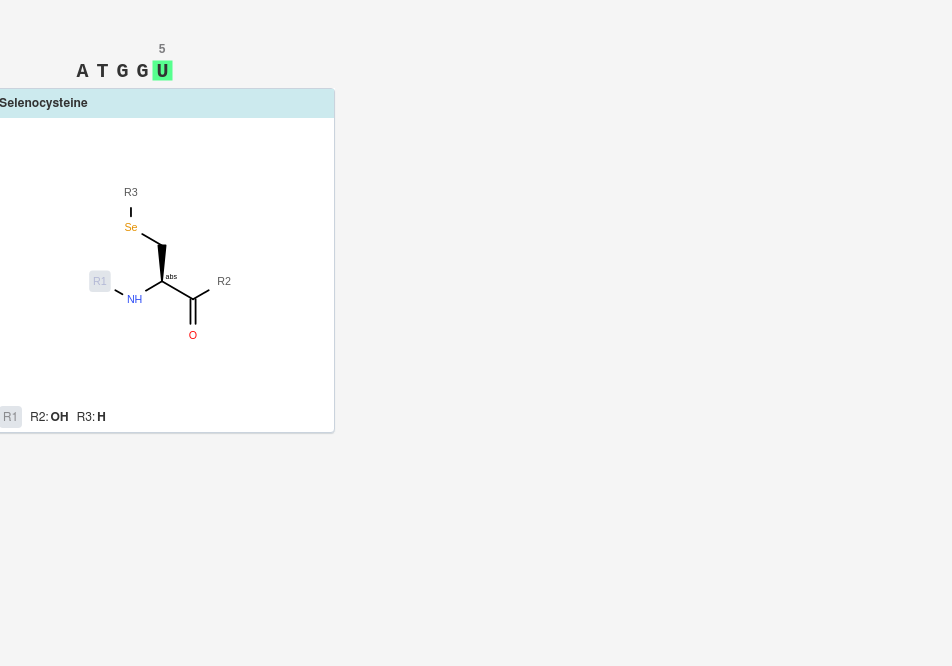 5
A T G G U
Selenocysteine
R3
Se
abs
R1
R2
NH
O
R1 R2: OH R3: H